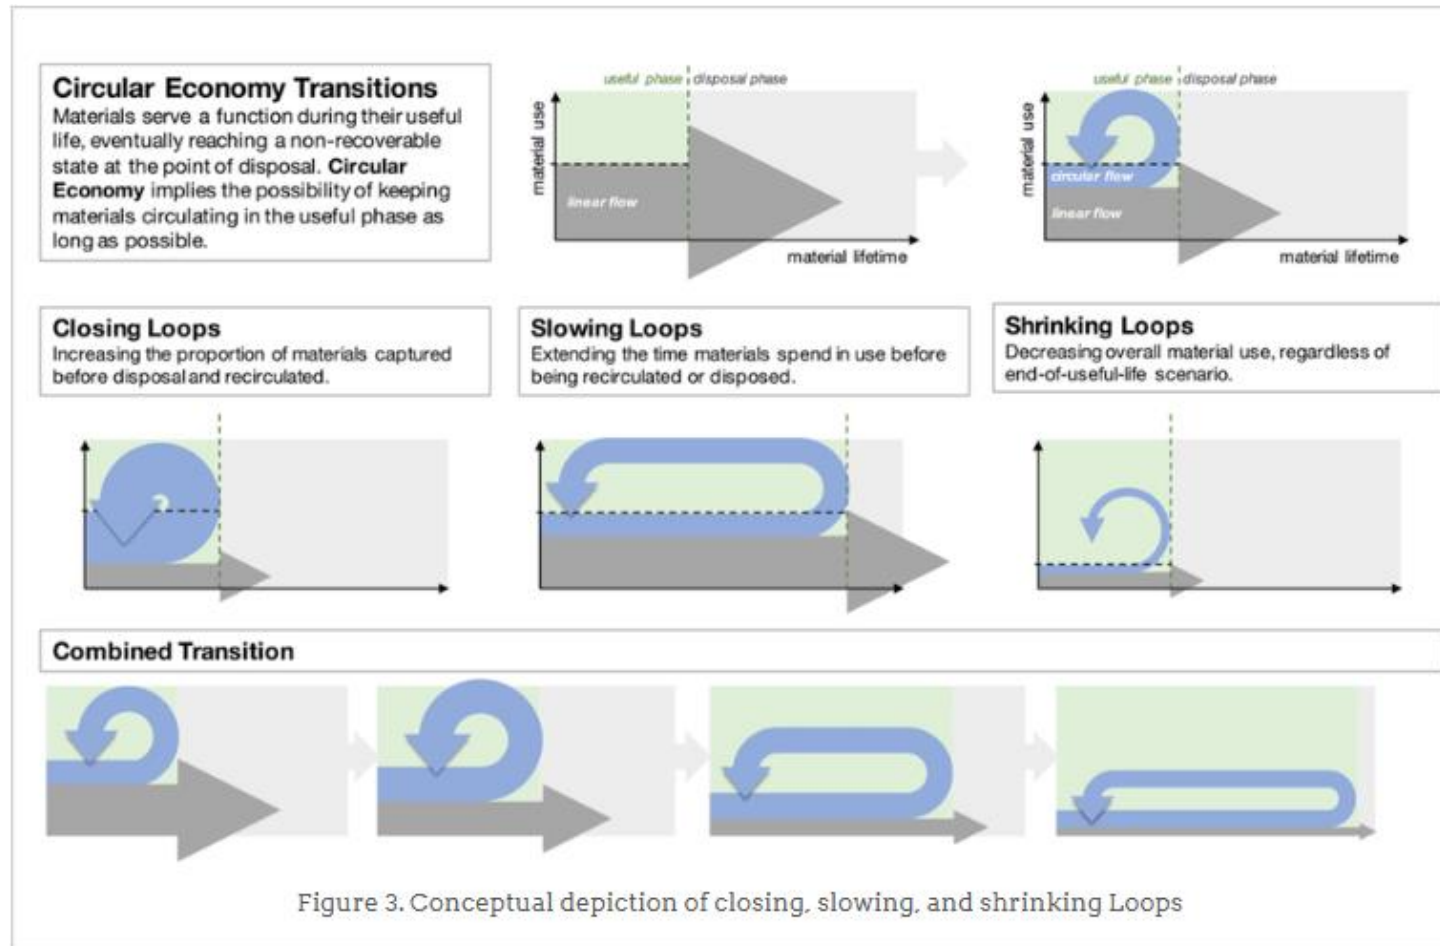 Circular Economy Transitions
Materials serve a function during their useful
life, eventually reaching a non-recoverable
state at the point of disposal. Circular
Economy implies the possibility of keeping
materials circulating in the useful phase as
long as possible.
useful phase disposal phase
material use
linear flow
material lifetime
useful phase disposal phase
material use
circular flow
linear flow
material lifetime
Closing Loops
Increasing the proportion of materials captured
before disposal and recirculated.
Slowing Loops
Extending the time materials spend in use before
being recirculated or disposed.
Shrinking Loops
Decreasing overall material use, regardless of
end-of-useful-life scenario.
Combined Transition
Figure 3. Conceptual depiction of closing, slowing, and shrinking Loops